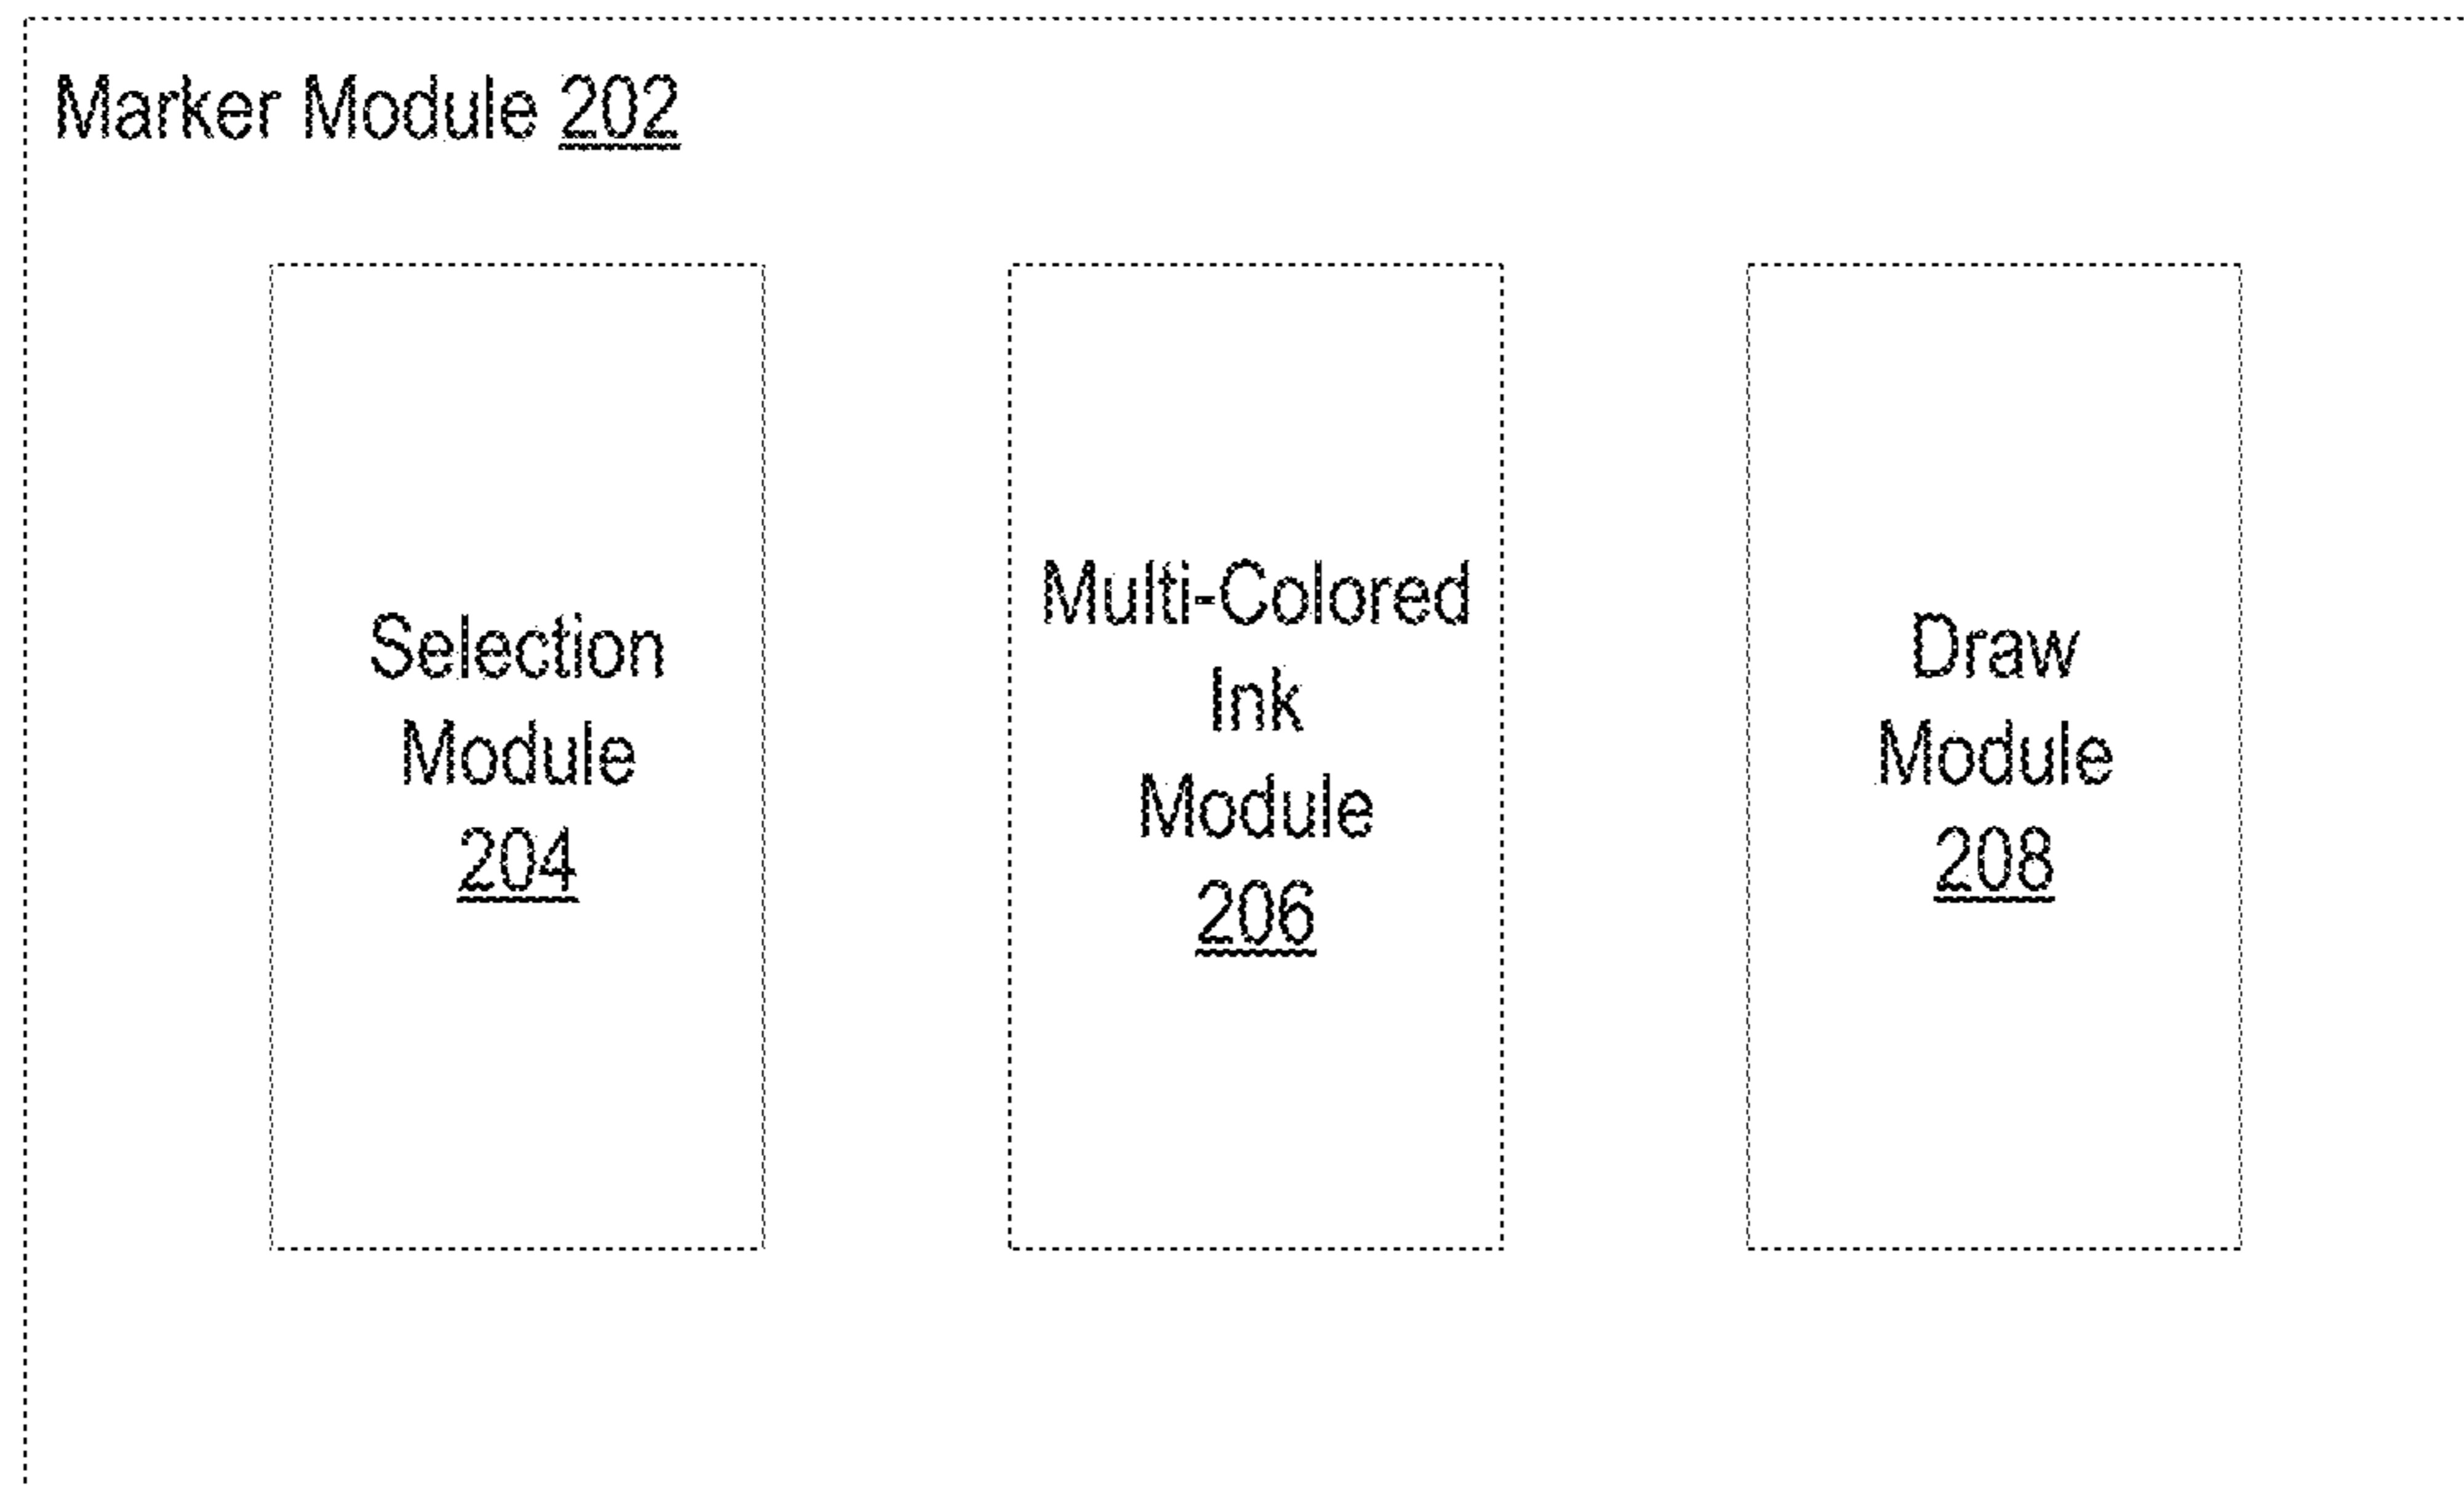 Marker Module 202
Selection
Module
204
Multi-Colored
Ink
Module
206
Draw
Module
208